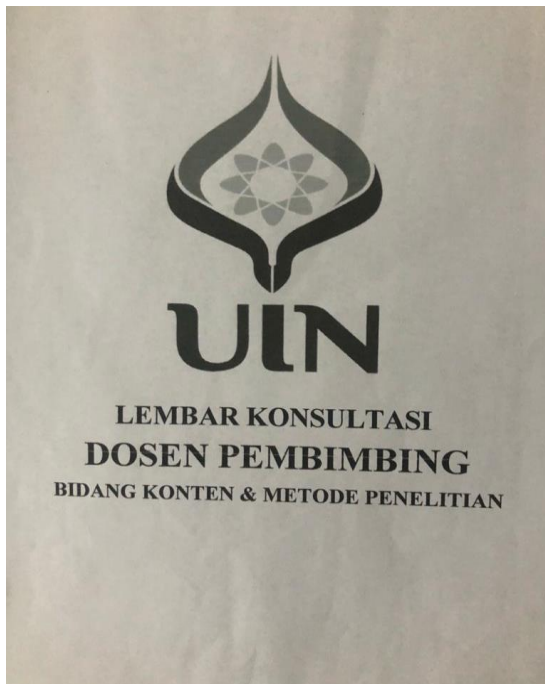 UIN
LEMBAR KONSULTASI
DOSEN PEMBIMBING
BIDANG KONTEN & METODE PENELITIAN